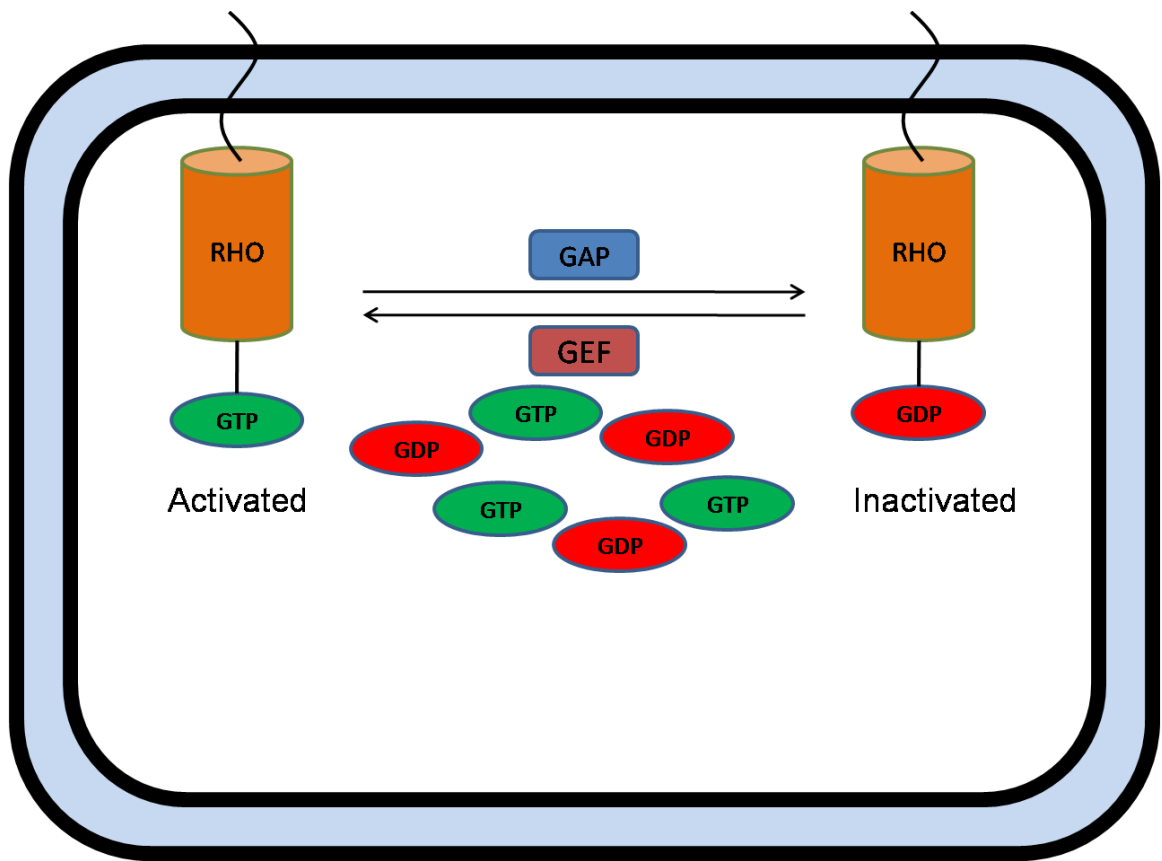 RHO
RHO
GAP
GEF
GTP
GDP
GTP
GDP
GDP
GTP
GTP
GDP
Activated
Inactivated